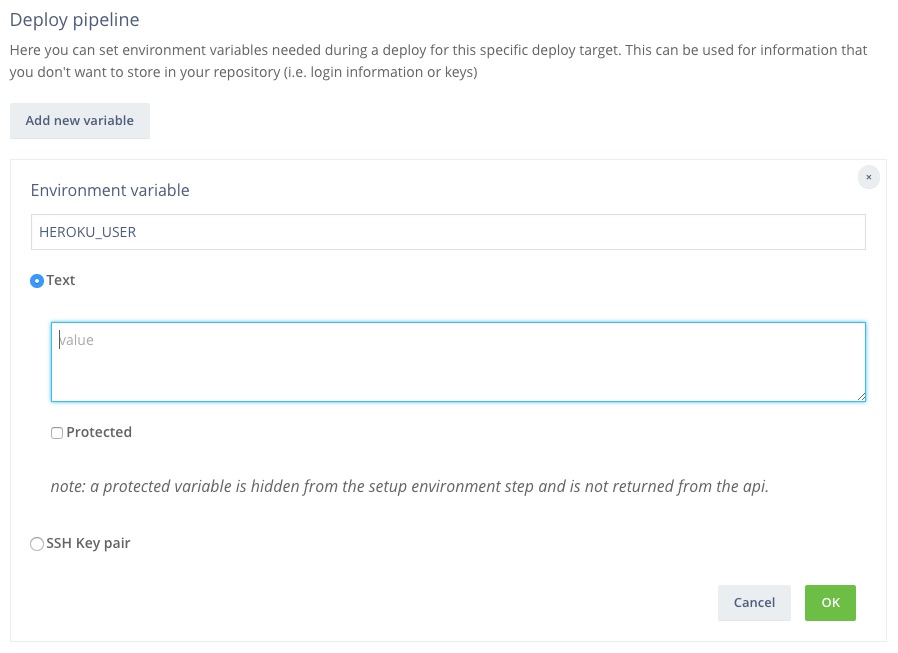 Deploy pipeline
Here you can set environment variables needed during a deploy for this specific deploy target. This can be used for information that
you don't want to store in your repository (i.e. login information or keys)
Add new variable
×
Environment variable
HEROKU_USER
Text
value
Protected
note: a protected variable is hidden from the setup environment step and is not returned from the api.
SSH Key pair
Cancel OK